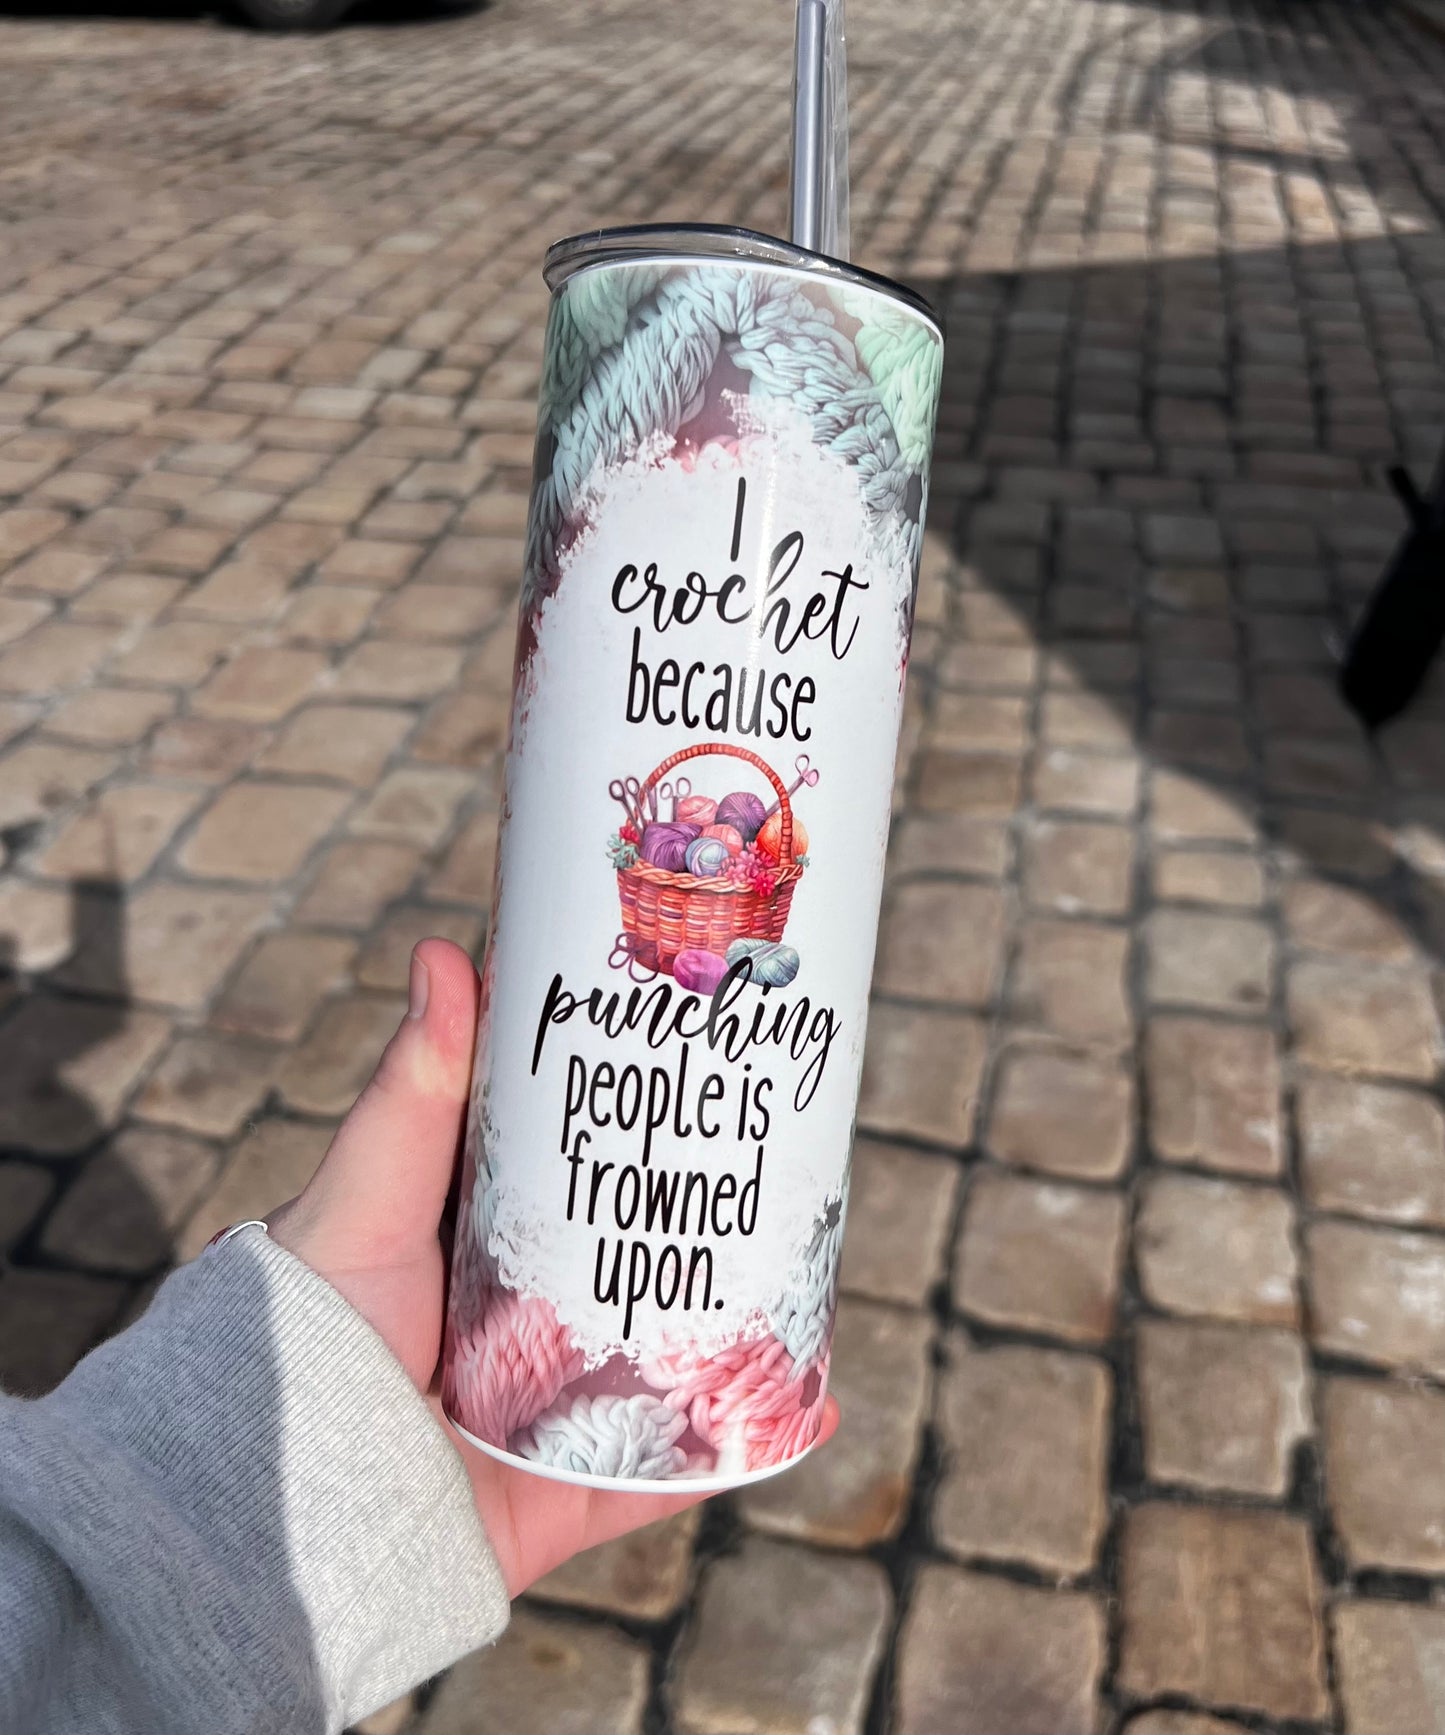 I
crochet
because
punching
people is
frowned
upon.